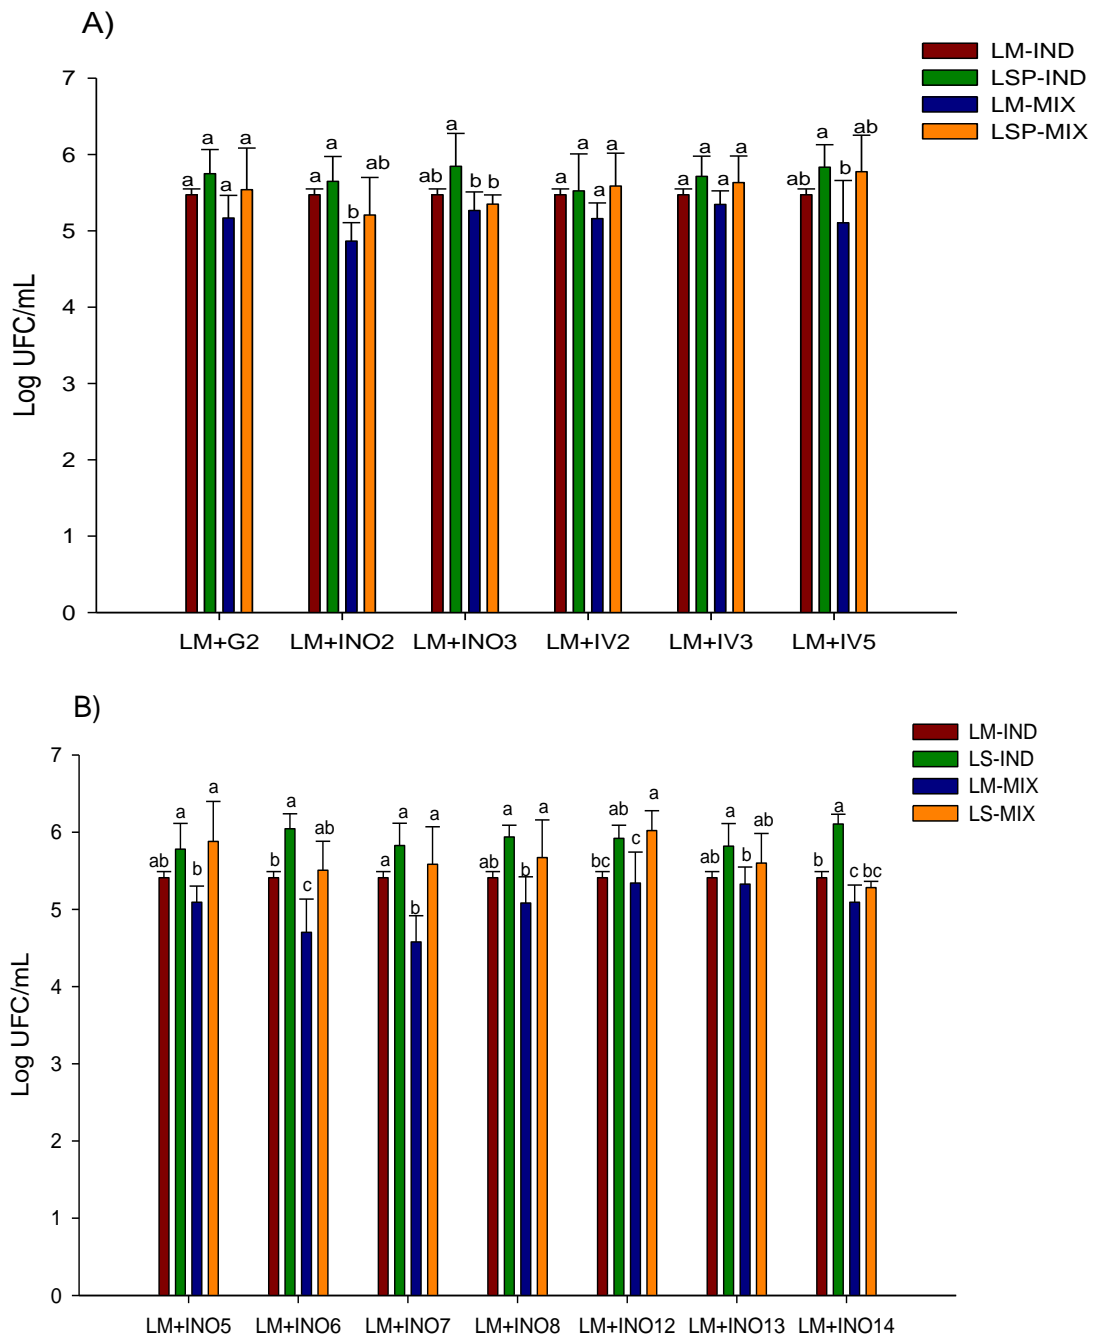 A)
LM-IND
LSP-IND
LM-MIX
LSP-MIX
Log UFC/mL
7
6
5
4
3
2
1
0
a a a a
a a b ab
ab a b b
a a a a
a a a a
ab a b ab
LM+G2 LM+INO2 LM+INO3 LM+IV2 LM+IV3 LM+IV5
B)
LM-IND
LS-IND
LM-MIX
LS-MIX
Log UFC/mL
7
6
5
4
3
2
1
0
ab a b a
b a c ab
a a b a
ab a b a
bc ab c a
ab a b ab
b a c bc
LM+INO5 LM+INO6 LM+INO7 LM+INO8 LM+INO12 LM+INO13 LM+INO14